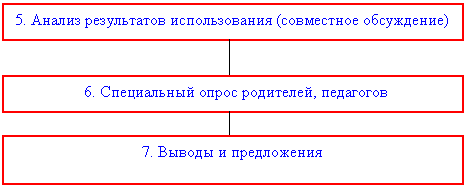 5. Анализ результатов использования (совместное обсуждение)
6. Специальный опрос родителей, педагогов
7. Выводы и предложения